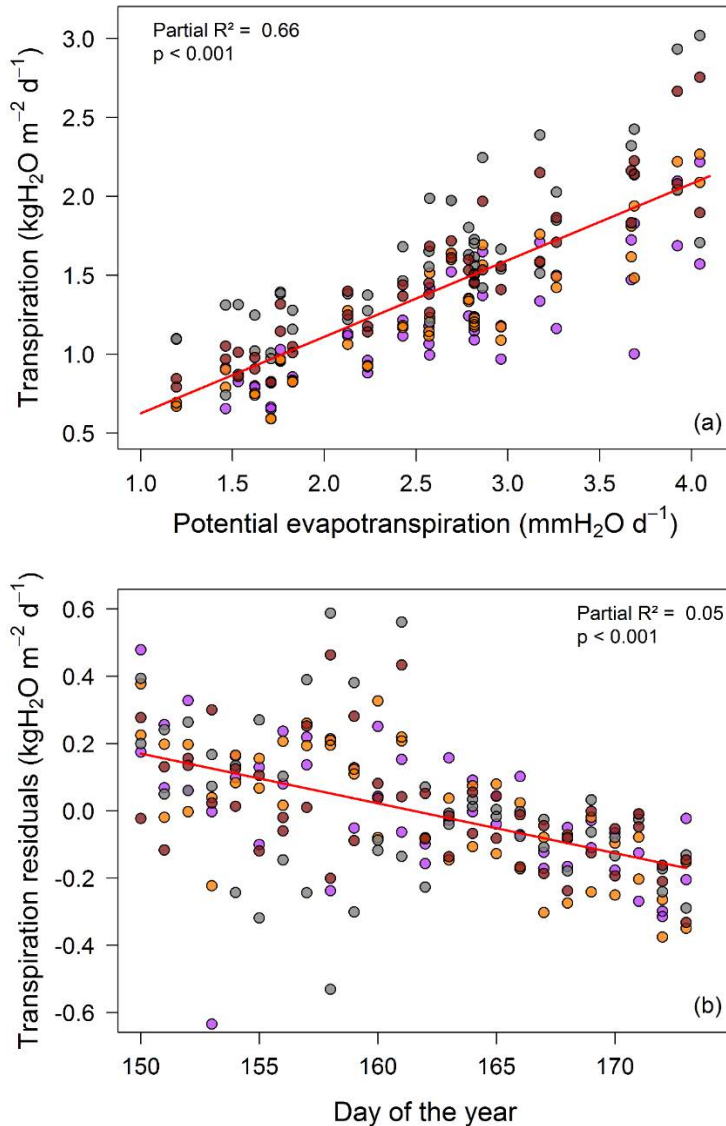 Partial R² = 0.66
p < 0.001
3.0
2.5
2.0
1.5
1.0
0.5
Transpiration (kgH₂O m⁻² d⁻¹)
(a)
1.0 1.5 2.0 2.5 3.0 3.5 4.0
Potential evapotranspiration (mmH₂O d⁻¹)
Partial R² = 0.05
p < 0.001
0.6
0.4
0.2
0.0
-0.2
-0.4
-0.6
Transpiration residuals (kgH₂O m⁻² d⁻¹)
(b)
150 155 160 165 170
Day of the year